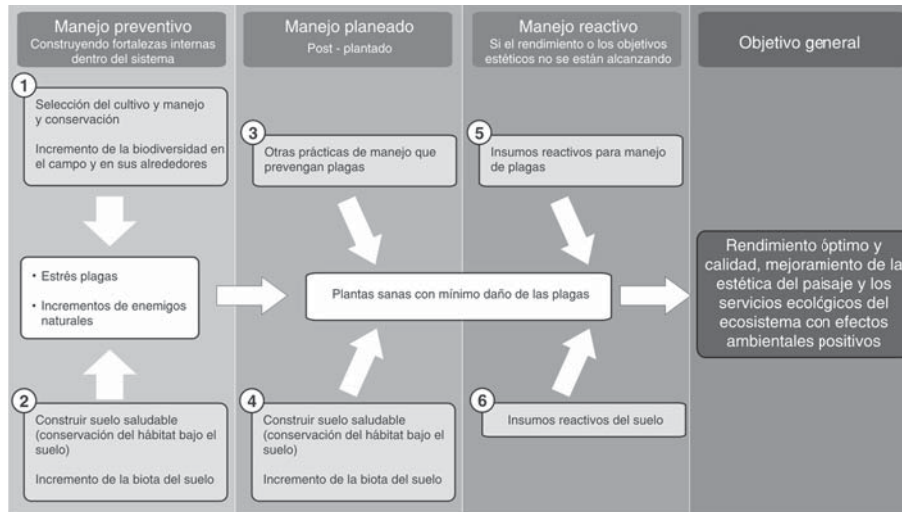 Manejo preventivo
Construyendo fortalezas internas
dentro del sistema
Manejo planeado
Post - plantado
Manejo reactivo
Si el rendimiento o los objetivos
estéticos no se están alcanzando
Objetivo general
1
Selección del cultivo y manejo
y conservación
Incremento de la biodiversidad en
el campo y en sus alrededores
3
Otras prácticas de manejo que
prevengan plagas
5
Insumos reactivos para manejo
de plagas
• Estrés plagas
• Incrementos de enemigos
naturales
Plantas sanas con mínimo daño de las plagas
Rendimiento óptimo y
calidad, mejoramiento de la
estética del paisaje y los
servicios ecológicos del
ecosistema con efectos
ambientales positivos
2
Construir suelo saludable
(conservación del hábitat bajo el
suelo)
Incremento de la biota del suelo
4
Construir suelo saludable
(conservación del hábitat bajo el
suelo)
Incremento de la biota del suelo
6
Insumos reactivos del suelo